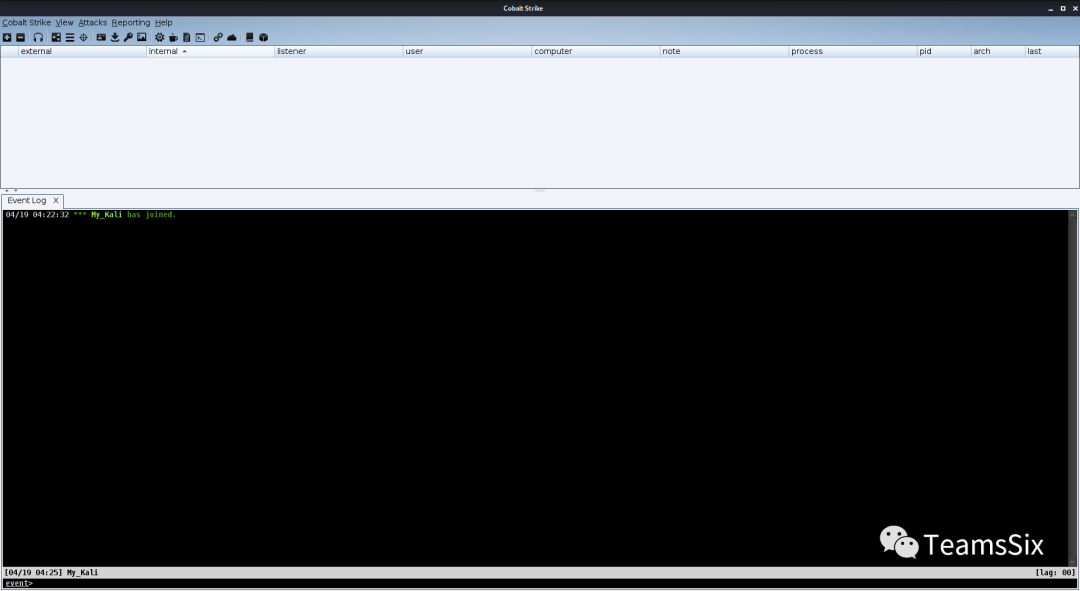 Cobalt Strike
Cobalt Strike View Attacks Reporting Help
external internal listener user computer note process pid arch last
Event Log X
04/19 04:22:32 *** My_Kali has joined.
TeamsSix
[04/19 04:25] My_Kali [lag: 00]
event>